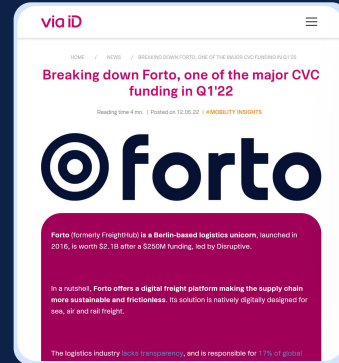 via iD
HOME / NEWS / BREAKING DOWN FORTO, ONE OF THE MAJOR CVC FUNDING IN Q1'22
Breaking down Forto, one of the major CVC
funding in Q1'22
Reading time 4 mn. | Posted on 12.05.22 | #MOBILITY INSIGHTS
forto
Forto (formerly FreightHub) is a Berlin-based logistics unicorn, launched in
2016, is worth $2.1B after a $250M funding, led by Disruptive.
In a nutshell, Forto offers a digital freight platform making the supply chain
more sustainable and frictionless. Its solution is natively digitally designed for
sea, air and rail freight.
The logistics industry lacks transparency, and is responsible for 17% of global